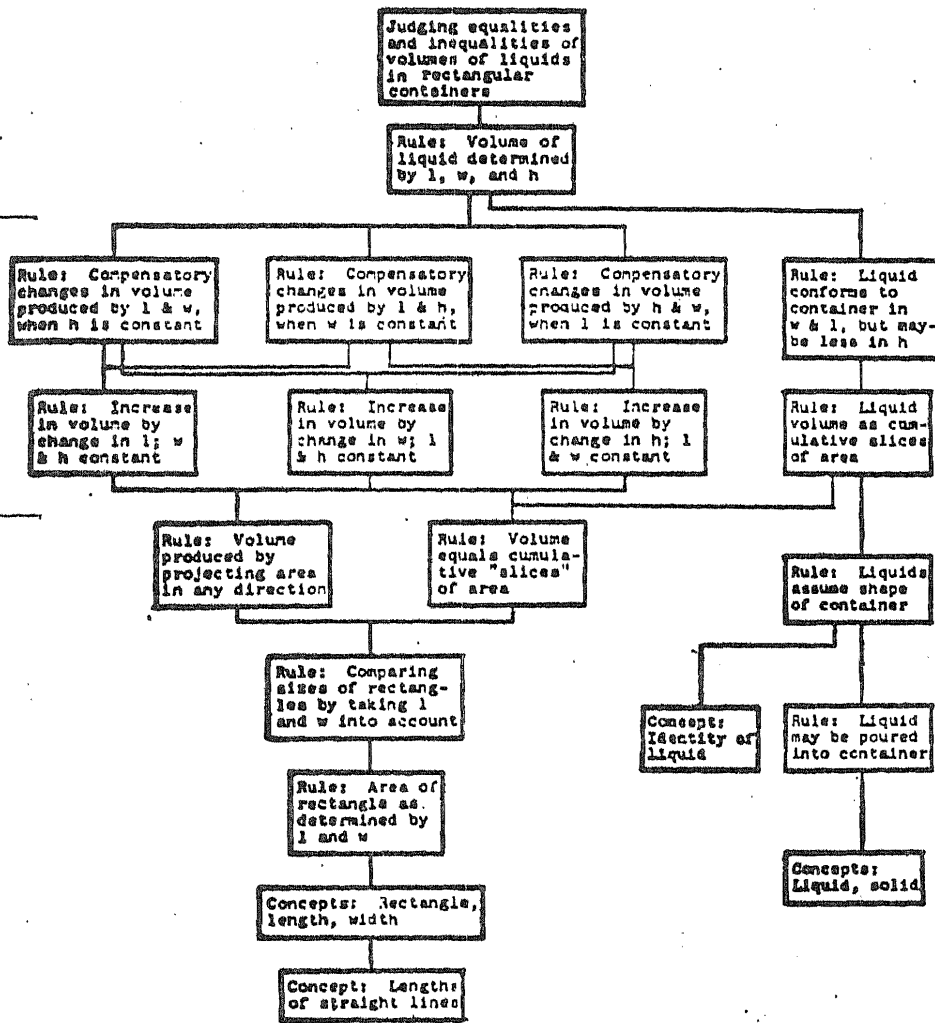 Judging equalities
and inequalities of
volumes of liquids
in rectangular
containers
Rule: Volume of
liquid determined
by l, w, and h
Rule: Compensatory
changes in volume
produced by l & w,
when h is constant
Rule: Compensatory
changes in volume
produced by l & h,
when w is constant
Rule: Compensatory
changes in volume
produced by h & w,
when l is constant
Rule: Liquid
conforms to
container in
w & l, but may-
be less in h
Rule: Increase
in volume by
change in l; w
& h constant
Rule: Increase
in volume by
change in w; l
& h constant
Rule: Increase
in volume by
change in h; l
& w constant
Rule: Liquid
volume as cum-
ulative slices
of area
Rule: Volume
produced by
projecting area
in any direction
Rule: Volume
equals cumula-
tive "slices"
of area
Rule: Liquids
assume shape
of container
Rule: Comparing
sizes of rectang-
les by taking l
and w into account
Concept:
Identity of
liquid
Rule: Liquid
may be poured
into container
Rule: Area of
rectangle as
determined by
l and w
Concepts:
Liquid, solid
Concepts: Rectangle,
length, width
Concept: Lengths
of straight lines